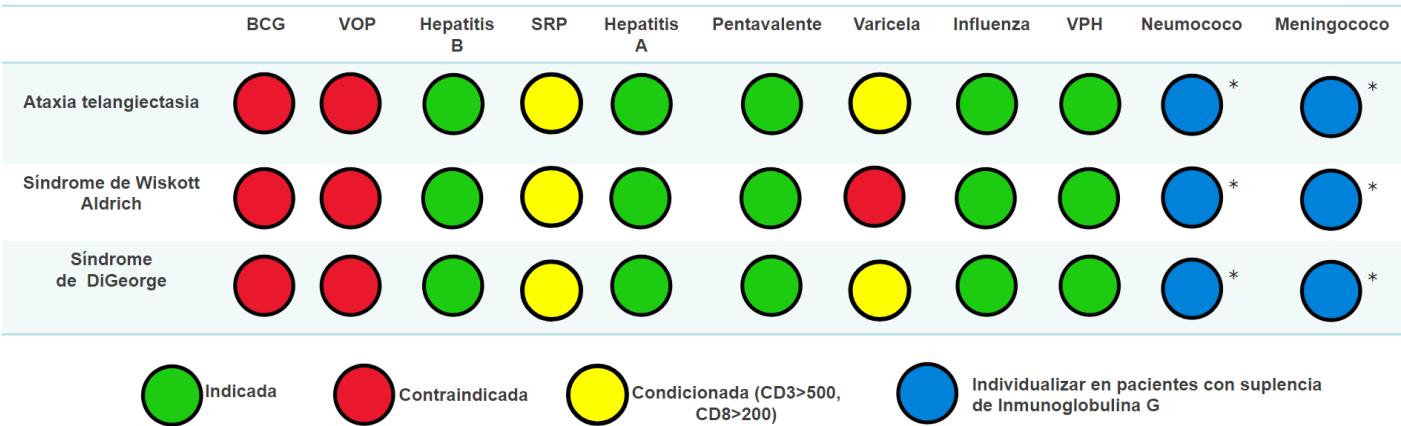 BCG VOP Hepatitis B SRP Hepatitis A Pentavalente Varicela Influenza VPH Neumococo Meningococo
Ataxia telangiectasia * *
Síndrome de Wiskott
Aldrich * *
Síndrome
de DiGeorge * *
Indicada
Contraindicada
Condicionada (CD3>500,
CD8>200)
Individualizar en pacientes con suplencia
de Inmunoglobulina G